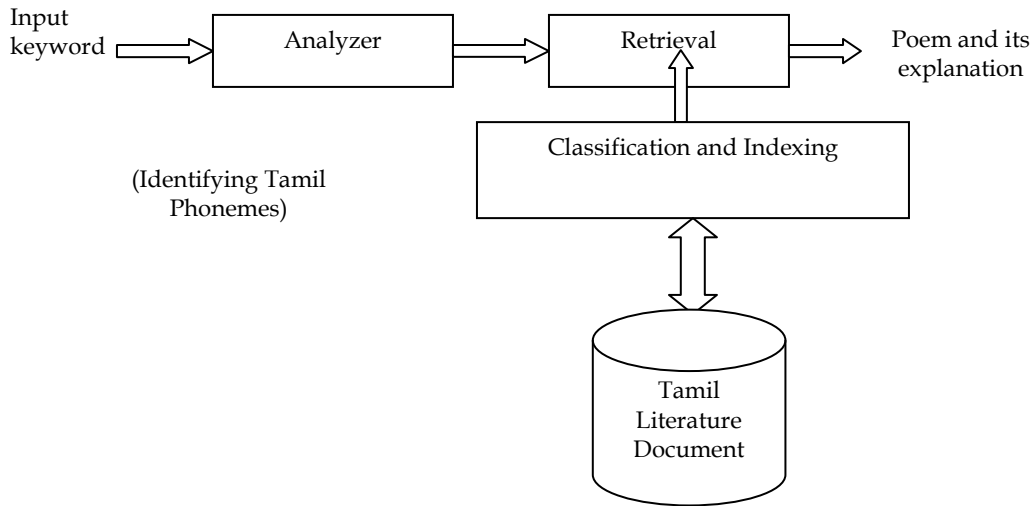 Input
keyword
Analyzer
Retrieval
Poem and its
explanation
Classification and Indexing
(Identifying Tamil
Phonemes)
Tamil
Literature
Document